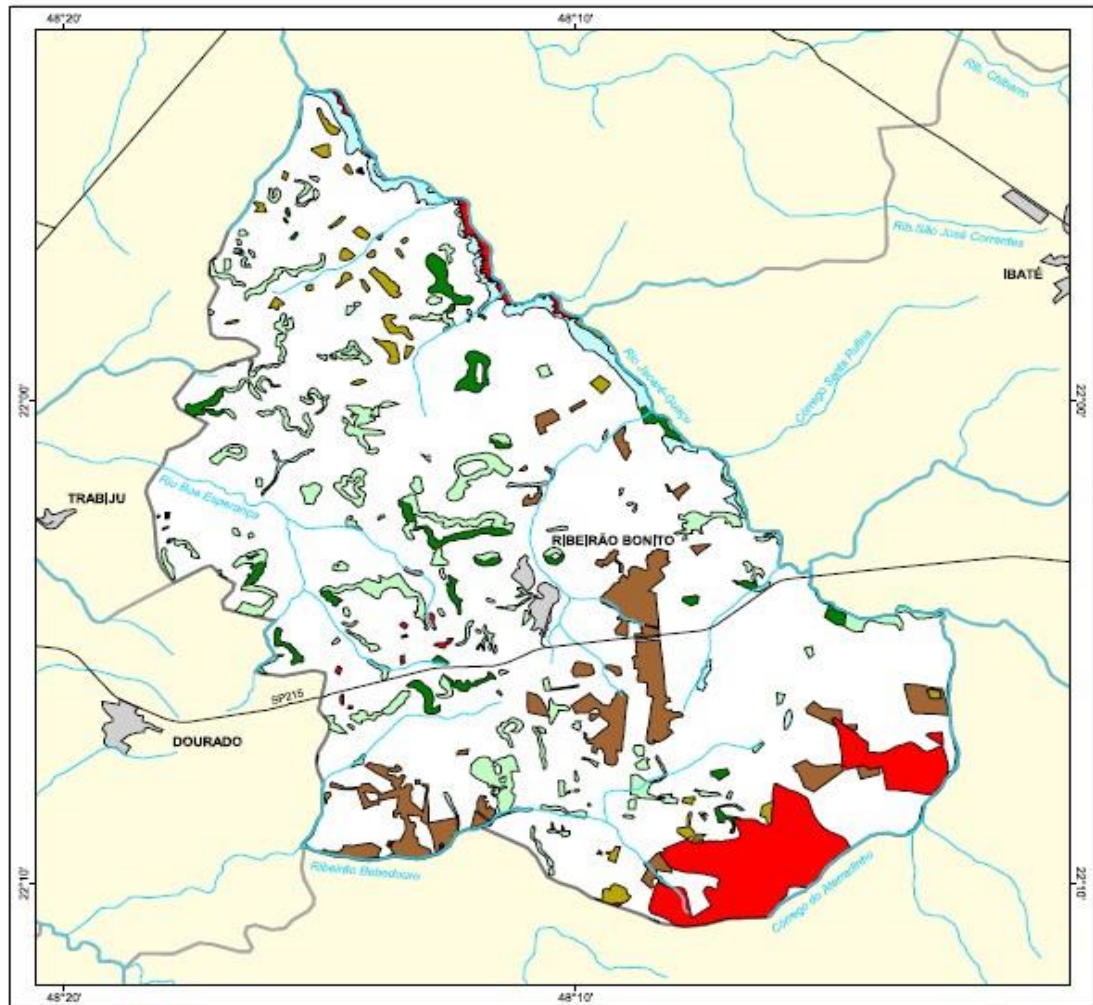 48°20'
48°10'
Rib. Chibarro
Rib.São José Correntes
IBATÉ
Córrego Santa Rufina
Rio Jacaré-Guaçu
22°00'
22°00'
Rio Boa Esperança
TRABIJU
RIBEIRÃO BONITO
SP215
DOURADO
Ribeirão Bebedouro
Córrego do Aterradinho
22°10'
22°10'
48°20'
48°10'